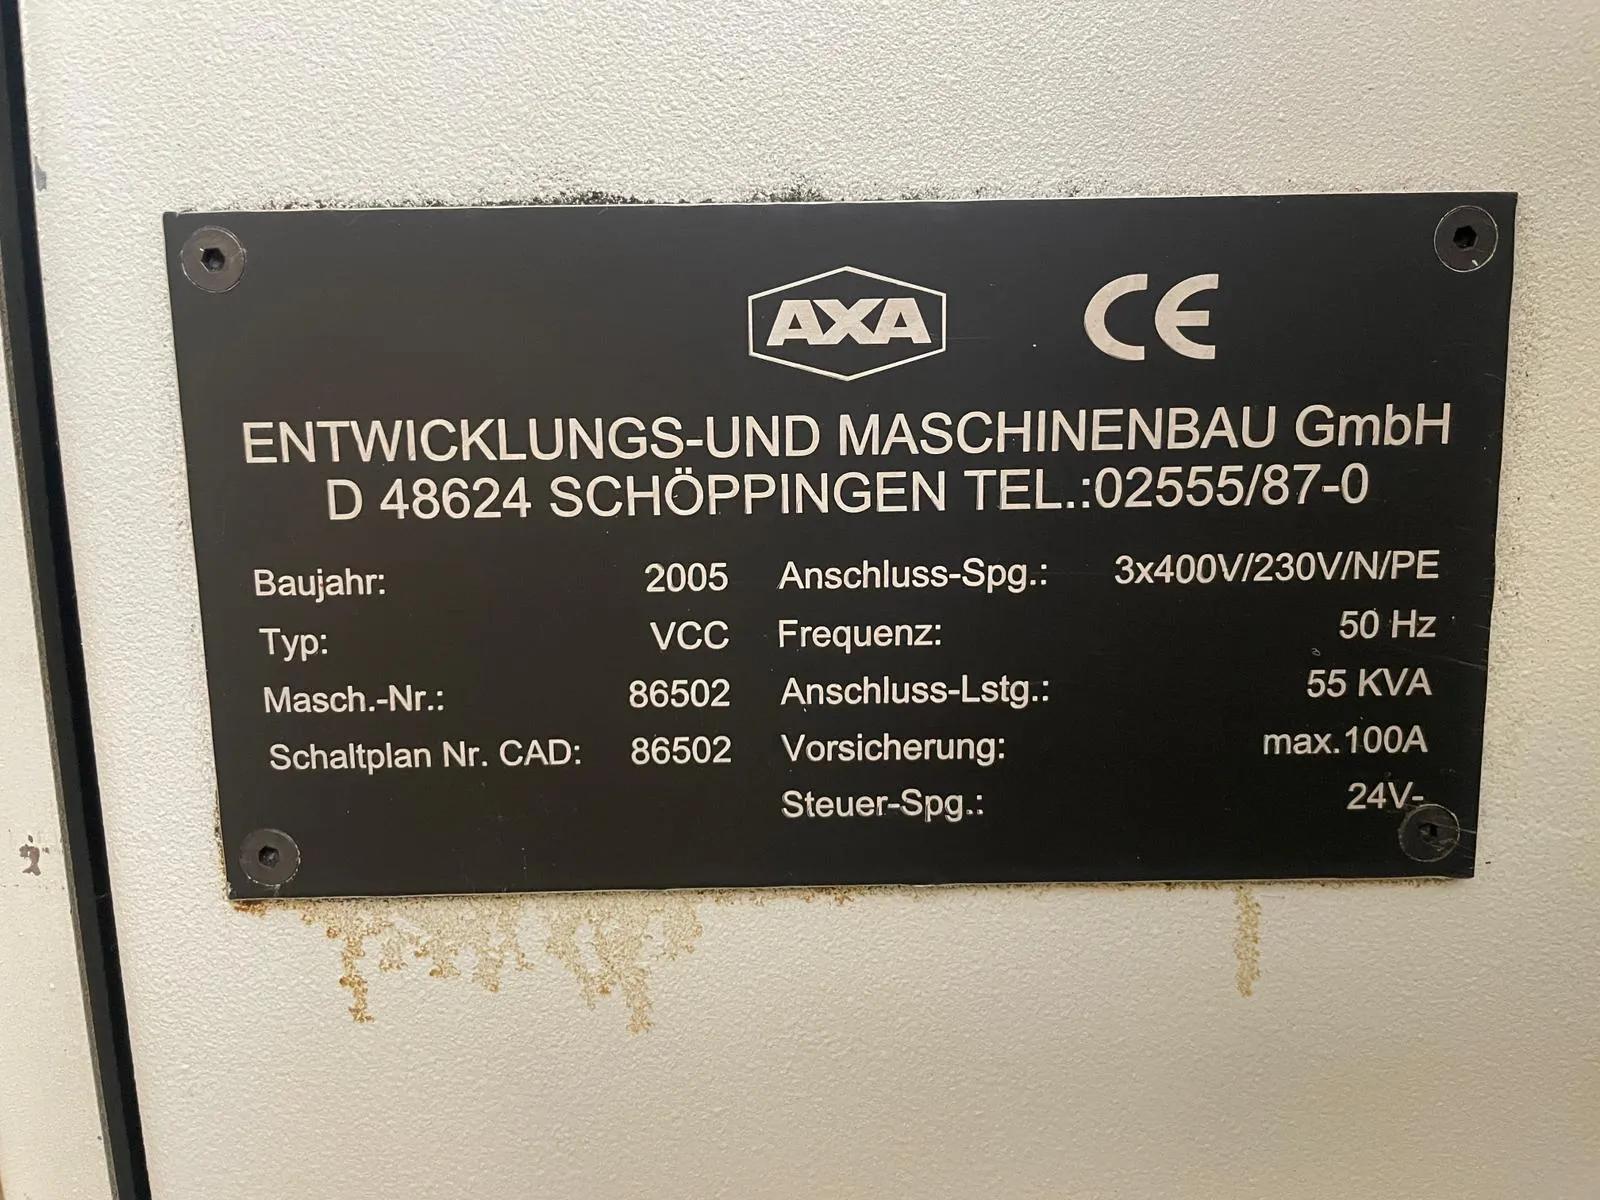 AXA CE
ENTWICKLUNGS-UND MASCHINENBAU GmbH
D 48624 SCHÖPPINGEN TEL.:02555/87-0
Baujahr: 2005 Anschluss-Spg.: 3x400V/230V/N/PE
Typ: VCC Frequenz: 50 Hz
Masch.-Nr.: 86502 Anschluss-Lstg.: 55 KVA
Schaltplan Nr. CAD: 86502 Vorsicherung: max.100A
Steuer-Spg.: 24V-